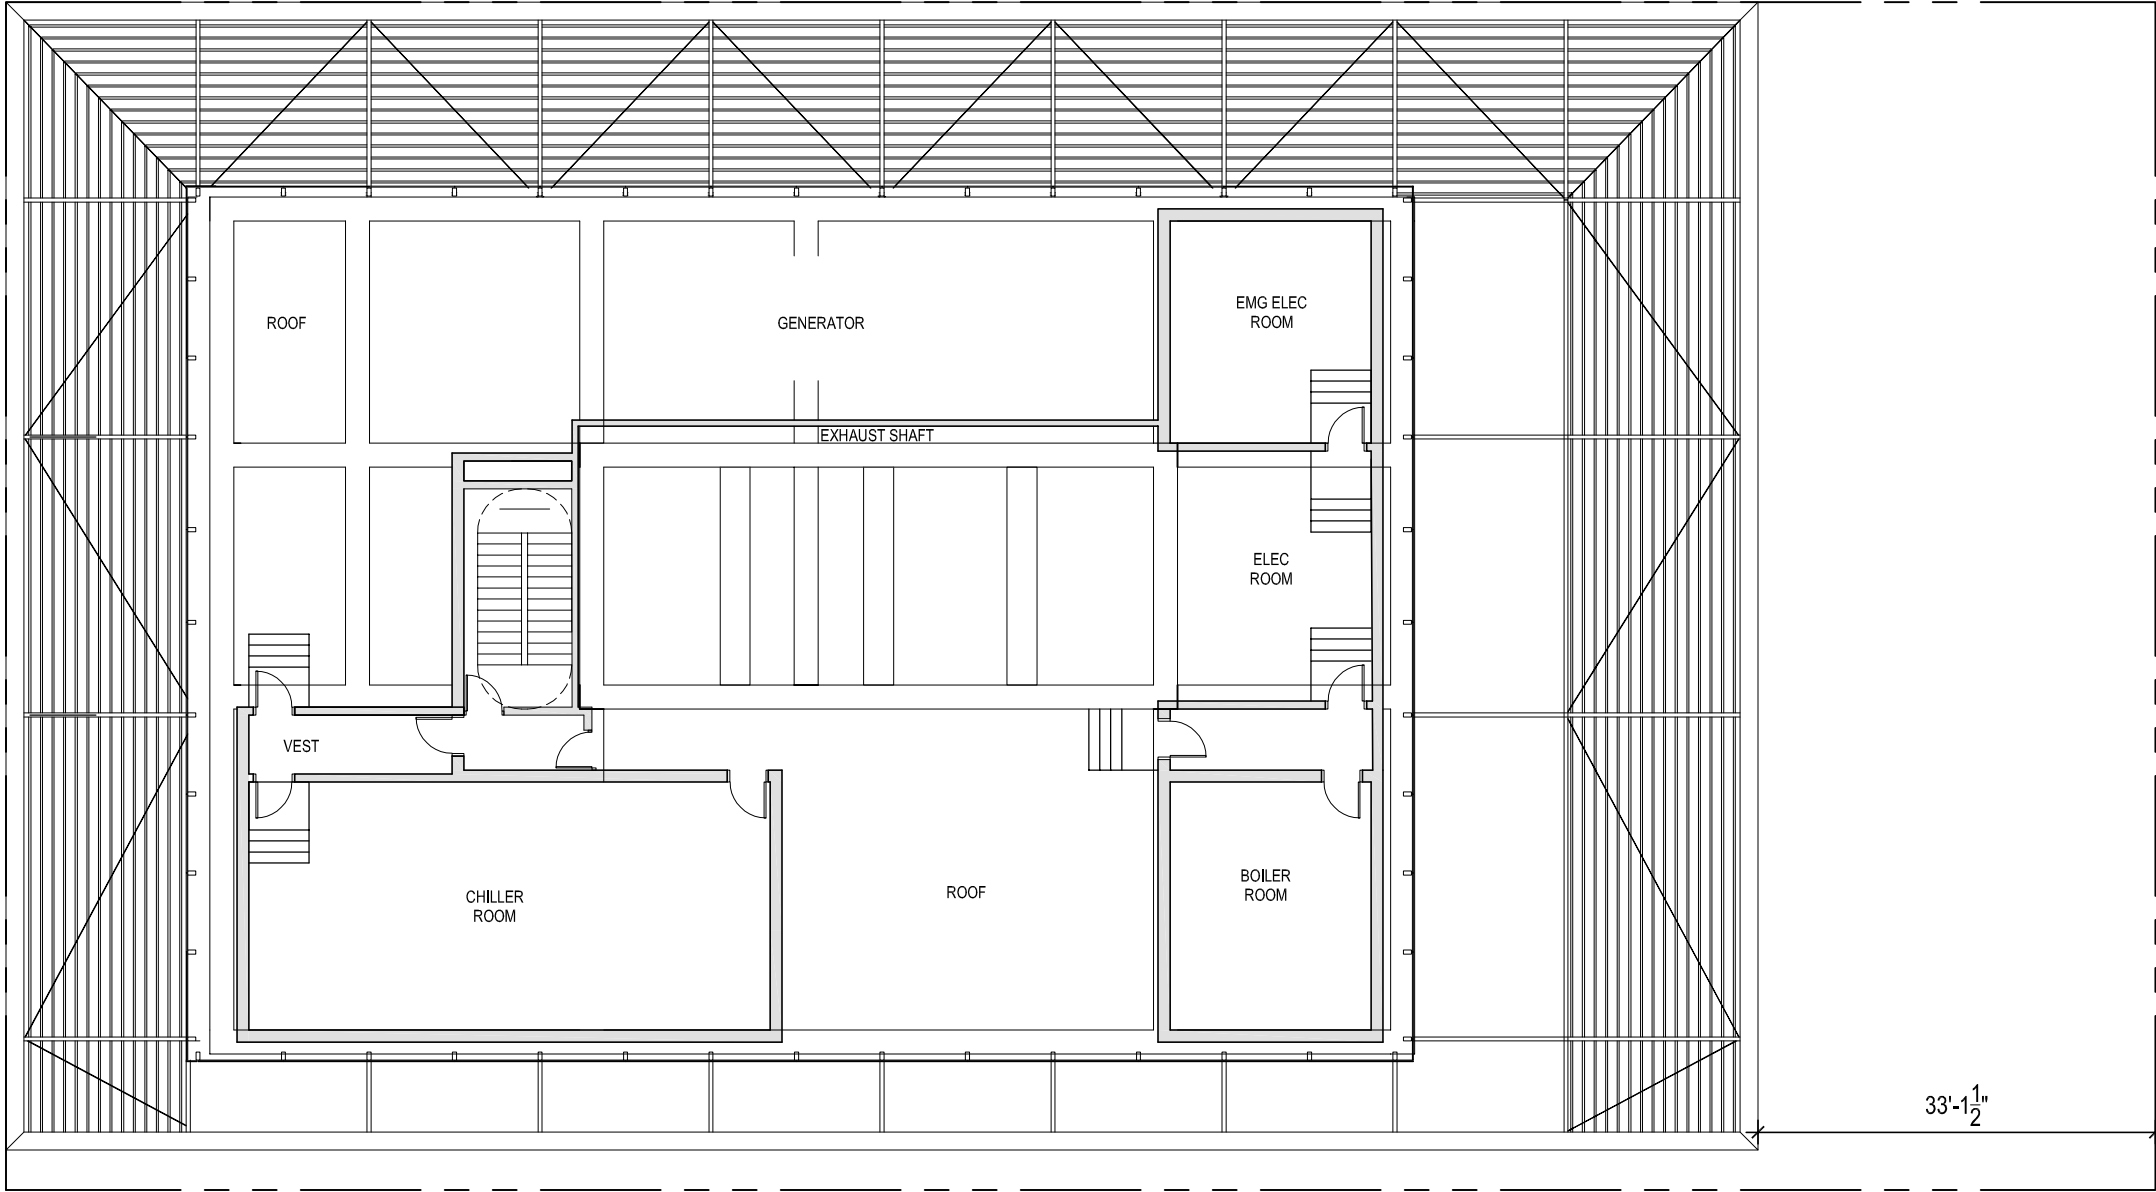 EMG ELEC
ROOM
ROOF
GENERATOR
EXHAUST SHAFT
ELEC
ROOM
VEST
CHILLER
ROOM
ROOF
BOILER
ROOM
33'-1 1/2"